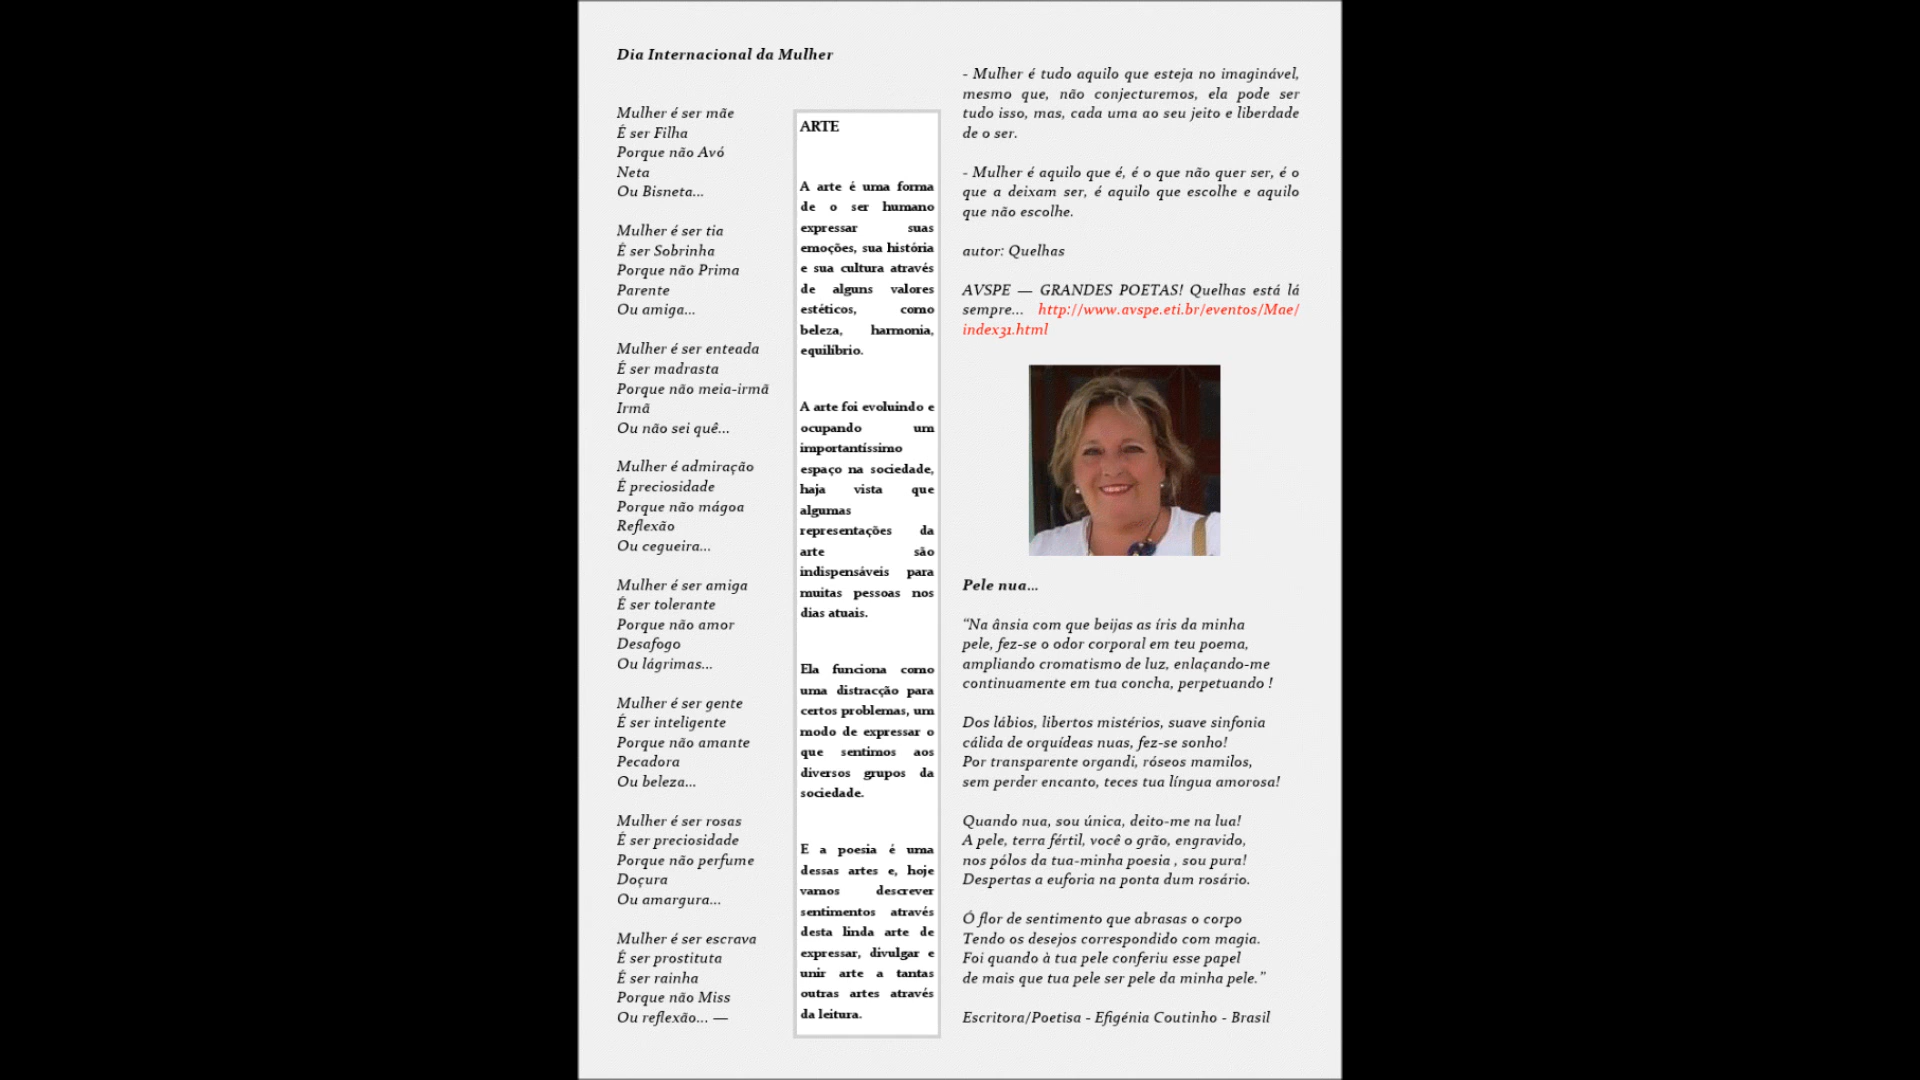 Dia Internacional da Mulher
Mulher é ser mãe
É ser Filha
Porque não Avó
Neta
Ou Bisneta...
Mulher é ser tia
É ser Sobrinha
Porque não Prima
Parente
Ou amiga...
Mulher é ser enteada
É ser madrasta
Porque não meia-irmã
Irmã
Ou não sei quê...
Mulher é admiração
É preciosidade
Porque não mágoa
Reflexão
Ou cegueira...
Mulher é ser amiga
É ser tolerante
Porque não amor
Desafogo
Ou lágrimas...
Mulher é ser gente
É ser inteligente
Porque não amante
Pecadora
Ou beleza...
Mulher é ser rosas
É ser preciosidade
Porque não perfume
Doçura
Ou amargura...
Mulher é ser escrava
É ser prostituta
É ser rainha
Porque não Miss
Ou reflexão... —
ARTE
A arte é uma forma
de o ser humano
expressar suas
emoções, sua história
e sua cultura através
de alguns valores
estéticos, como
beleza, harmonia,
equilíbrio.
A arte foi evoluindo e
ocupando um
importantíssimo
espaço na sociedade,
haja vista que
algumas
representações da
arte são
indispensáveis para
muitas pessoas nos
dias atuais.
Ela funciona como
uma distracção para
certos problemas, um
modo de expressar o
que sentimos aos
diversos grupos da
sociedade.
E a poesia é uma
dessas artes e, hoje
vamos descrever
sentimentos através
desta linda arte de
expressar, divulgar e
unir arte a tantas
outras artes através
da leitura.
- Mulher é tudo aquilo que esteja no imaginável,
mesmo que, não conjecturemos, ela pode ser
tudo isso, mas, cada uma ao seu jeito e liberdade
de o ser.
- Mulher é aquilo que é, é o que não quer ser, é o
que a deixam ser, é aquilo que escolhe e aquilo
que não escolhe.
autor: Quelhas
AVSPE — GRANDES POETAS! Quelhas está lá
sempre... http://www.avspe.eti.br/eventos/Mae/
index31.html
Pele nua...
"Na ânsia com que beijas as íris da minha
pele, fez-se o odor corporal em teu poema,
ampliando cromatismo de luz, enlaçando-me
continuamente em tua concha, perpetuando !
Dos lábios, libertos mistérios, suave sinfonia
cálida de orquídeas nuas, fez-se sonho!
Por transparente organdi, róseos mamilos,
sem perder encanto, teces tua língua amorosa!
Quando nua, sou única, deito-me na lua!
A pele, terra fértil, você o grão, engravido,
nos pólos da tua-minha poesia , sou pura!
Despertas a euforia na ponta dum rosário.
Ó flor de sentimento que abrasas o corpo
Tendo os desejos correspondido com magia.
Foi quando à tua pele conferiu esse papel
de mais que tua pele ser pele da minha pele."
Escritora/Poetisa - Efigénia Coutinho - Brasil